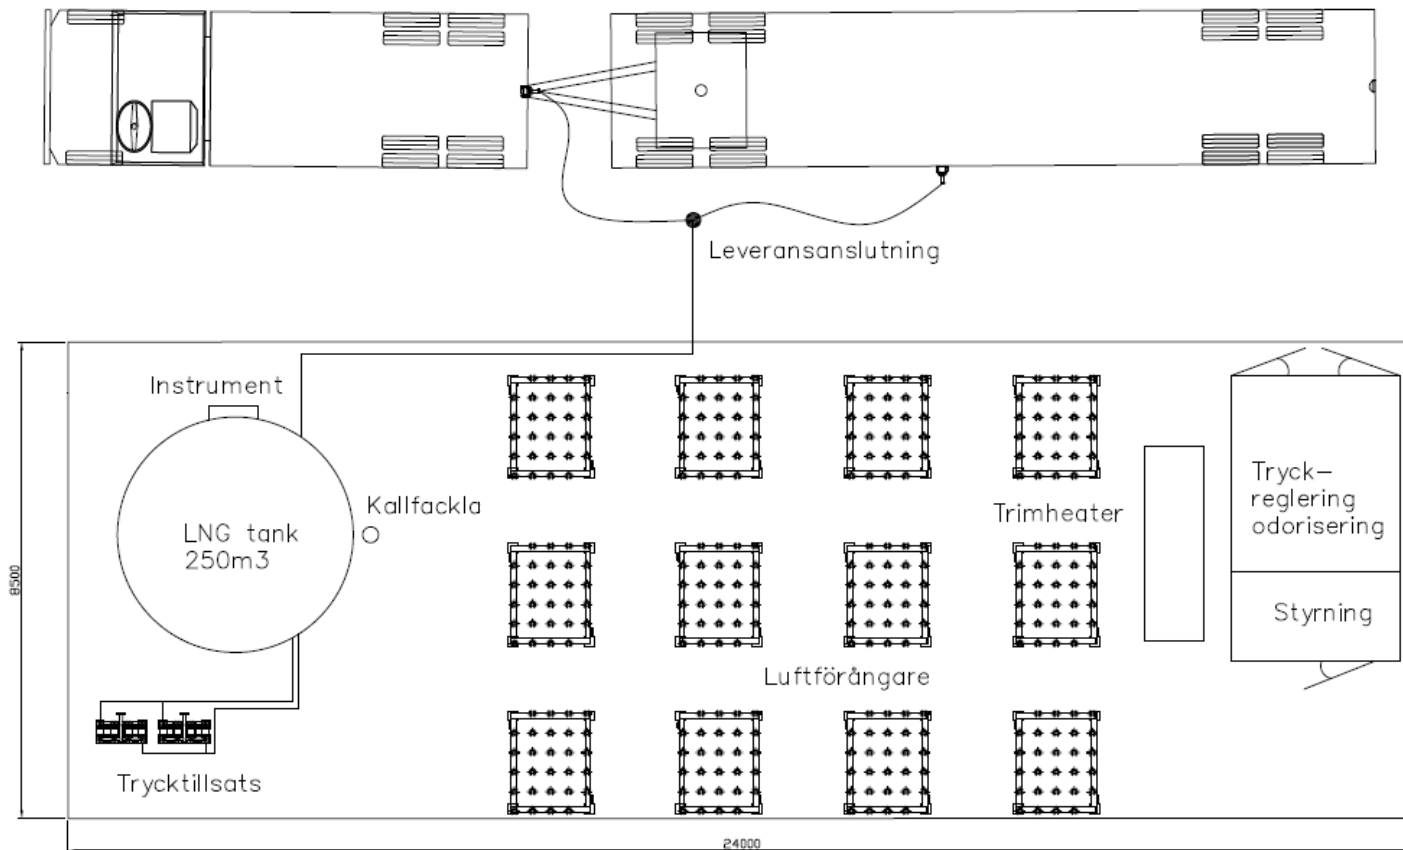 Leveransanslutning
Instrument
Kallfackla
LNG tank
250m3
Trimheater
Tryck-
reglering
odorisering
Styrning
Luftförångare
Trycktillsats
8500
24000